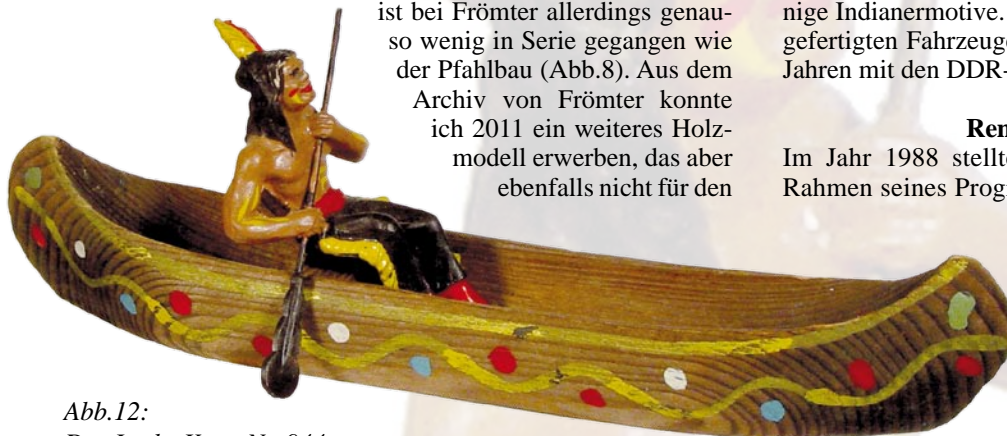 ist bei Frömter allerdings genau-
so wenig in Serie gegangen wie
der Pfahlbau (Abb.8). Aus dem
Archiv von Frömter konnte
ich 2011 ein weiteres Holz-
modell erwerben, das aber
ebenfalls nicht für den
nige Indianermotive.
gefertigten Fahrzeuge
Jahren mit den DDR-
Ren
Im Jahr 1988 stellte
Rahmen seines Prog
Abb.12: